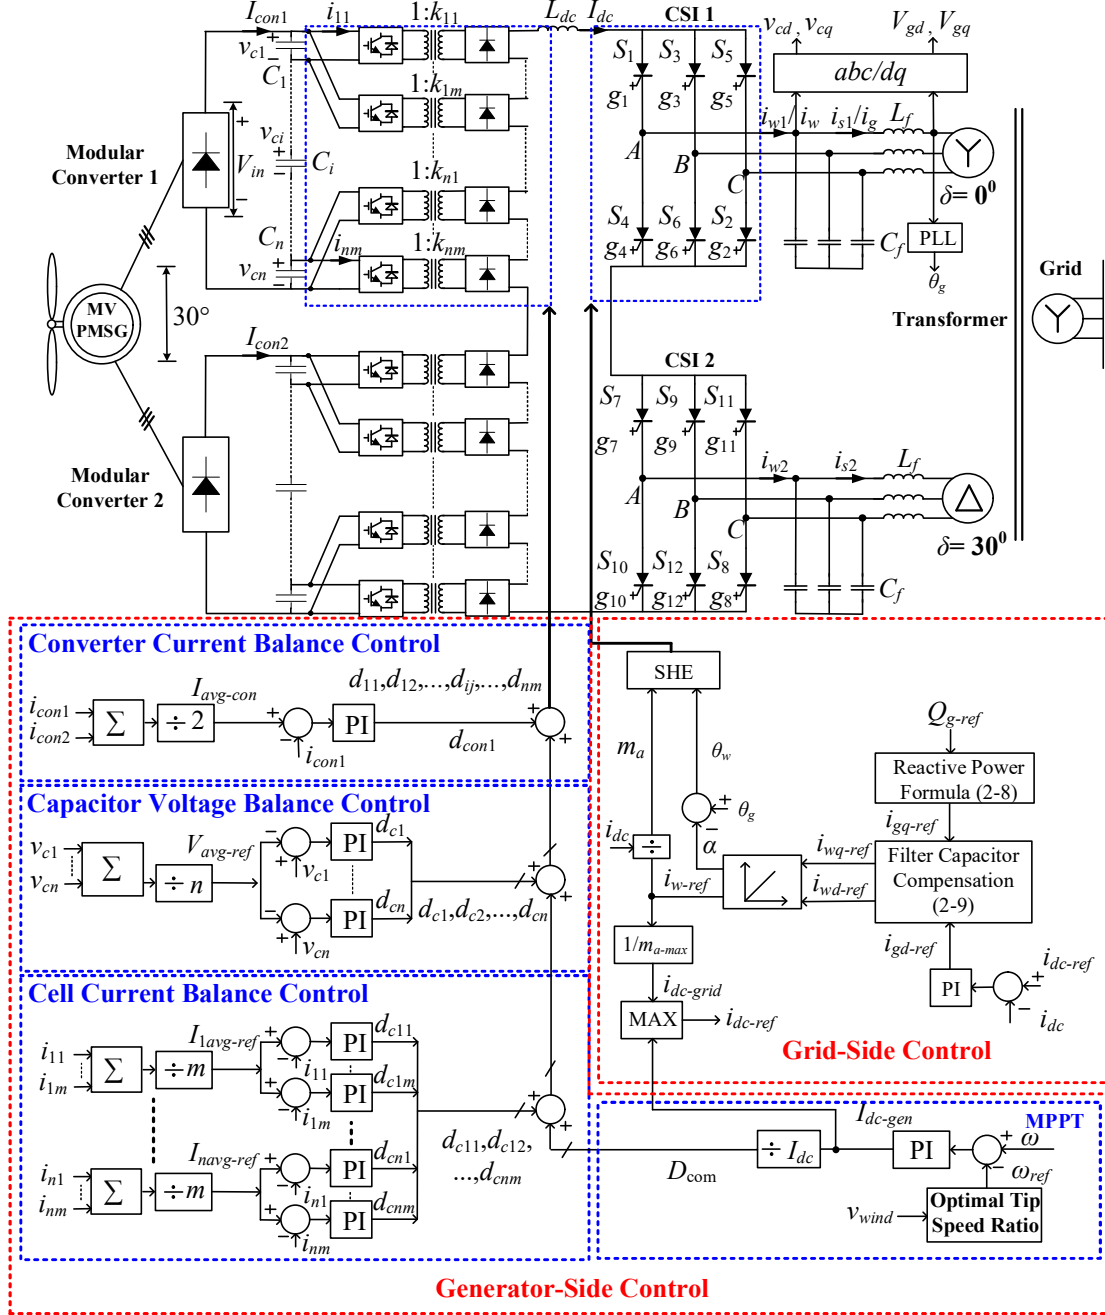 I_con1
i_11
1:k_11
L_dc
I_dc
CSI 1
v_cd, v_cq
V_gd, V_gq
v_c1
+
−
C_1
S_1
S_3
S_5
g_1
g_3
g_5
abc/dq
1:k_1m
i_w1/i_w
i_s1/i_g
L_f
Modular
Converter 1
V_in
+
−
v_ci
+
−
C_i
A
B
C
1:k_n1
δ= 0⁰
C_n
i_nm
1:k_nm
S_4
S_6
S_2
g_4
g_6
g_2
C_f
PLL
v_cn
+
−
θ_g
Grid
MV
PMSG
30°
Transformer
I_con2
CSI 2
S_7
S_9
S_11
g_7
g_9
g_11
Modular
Converter 2
i_w2
i_s2
L_f
A
B
C
δ= 30⁰
S_10
S_12
S_8
g_10
g_12
g_8
C_f
Converter Current Balance Control
i_con1
i_con2
Σ
÷ 2
I_avg-con
+
−
i_con1
PI
d_11,d_12,...,d_ij,...,d_nm
d_con1
+
+
SHE
m_a
θ_w
Q_g-ref
Reactive Power
Formula (2-8)
i_gq-ref
+
θ_g
−
α
i_dc
÷
i_w-ref
i_wq-ref
i_wd-ref
Filter Capacitor
Compensation
(2-9)
i_gd-ref
1/m_a-max
i_dc-grid
MAX
i_dc-ref
PI
+
i_dc-ref
−
i_dc
Grid-Side Control
Capacitor Voltage Balance Control
v_c1
v_cn
Σ
÷ n
V_avg-ref
−
+
v_c1
PI
d_c1
−
+
v_cn
PI
d_cn
d_c1,d_c2,...,d_cn
+
+
Cell Current Balance Control
i_11
i_1m
Σ
÷ m
I_1avg-ref
+
−
i_11
PI
d_c11
+
−
i_1m
PI
d_c1m
i_n1
i_nm
Σ
÷ m
I_navg-ref
+
−
i_n1
PI
d_cn1
+
−
i_nm
PI
d_cnm
d_c11,d_c12,
...,d_cnm
+
+
D_com
÷ I_dc
I_dc-gen
PI
MPPT
+
ω
−
ω_ref
v_wind
Optimal Tip
Speed Ratio
Generator-Side Control